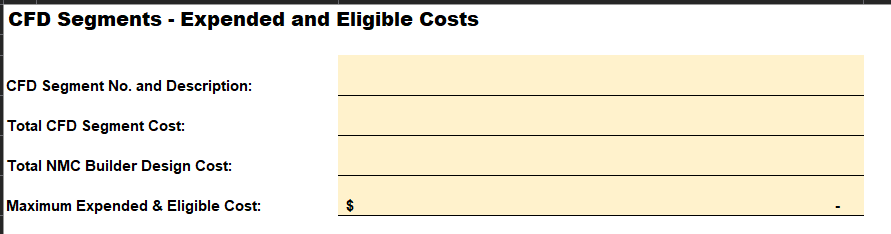 CFD Segments - Expended and Eligible Costs
CFD Segment No. and Description:
Total CFD Segment Cost:
Total NMC Builder Design Cost:
Maximum Expended & Eligible Cost: $ -